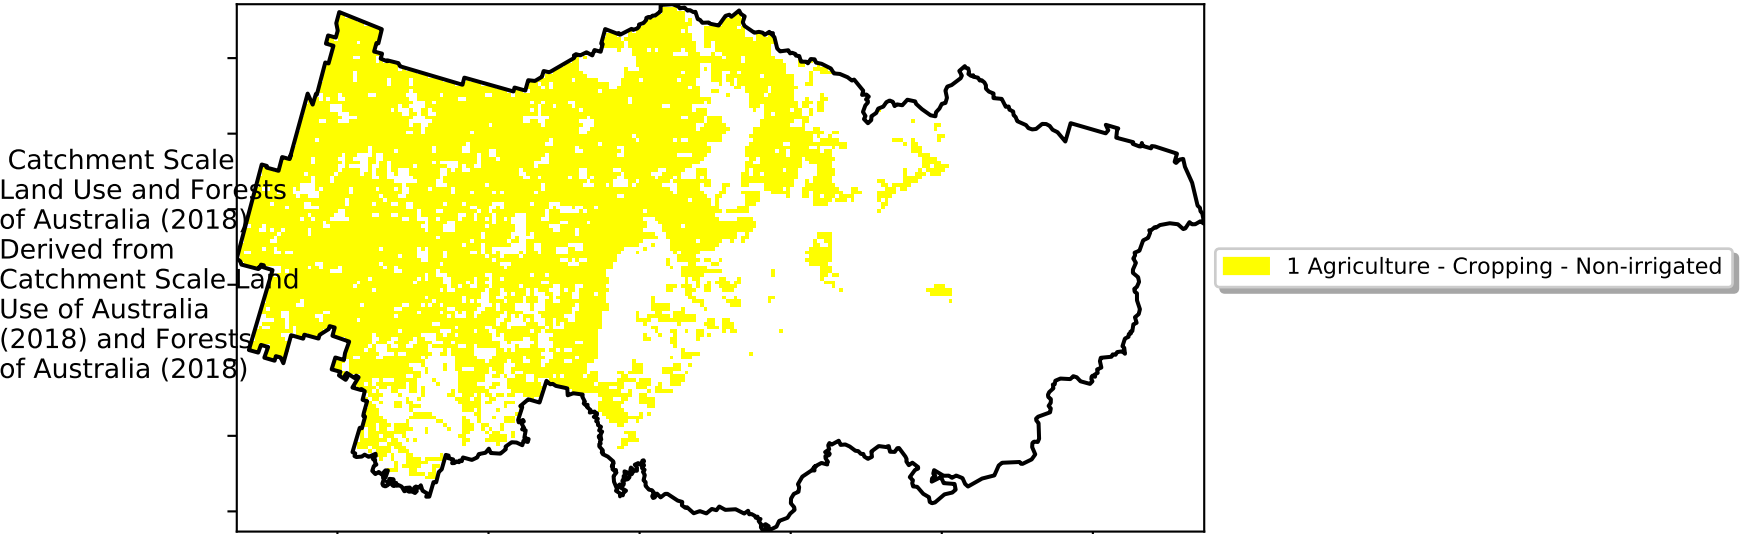 Catchment Scale
Land Use and Forests
of Australia (2018)
Derived from
Catchment Scale Land
Use of Australia
(2018) and Forests
of Australia (2018)
1 Agriculture - Cropping - Non-irrigated